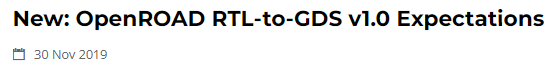 New: OpenROAD RTL-to-GDS v1.0 Expectations
30 Nov 2019